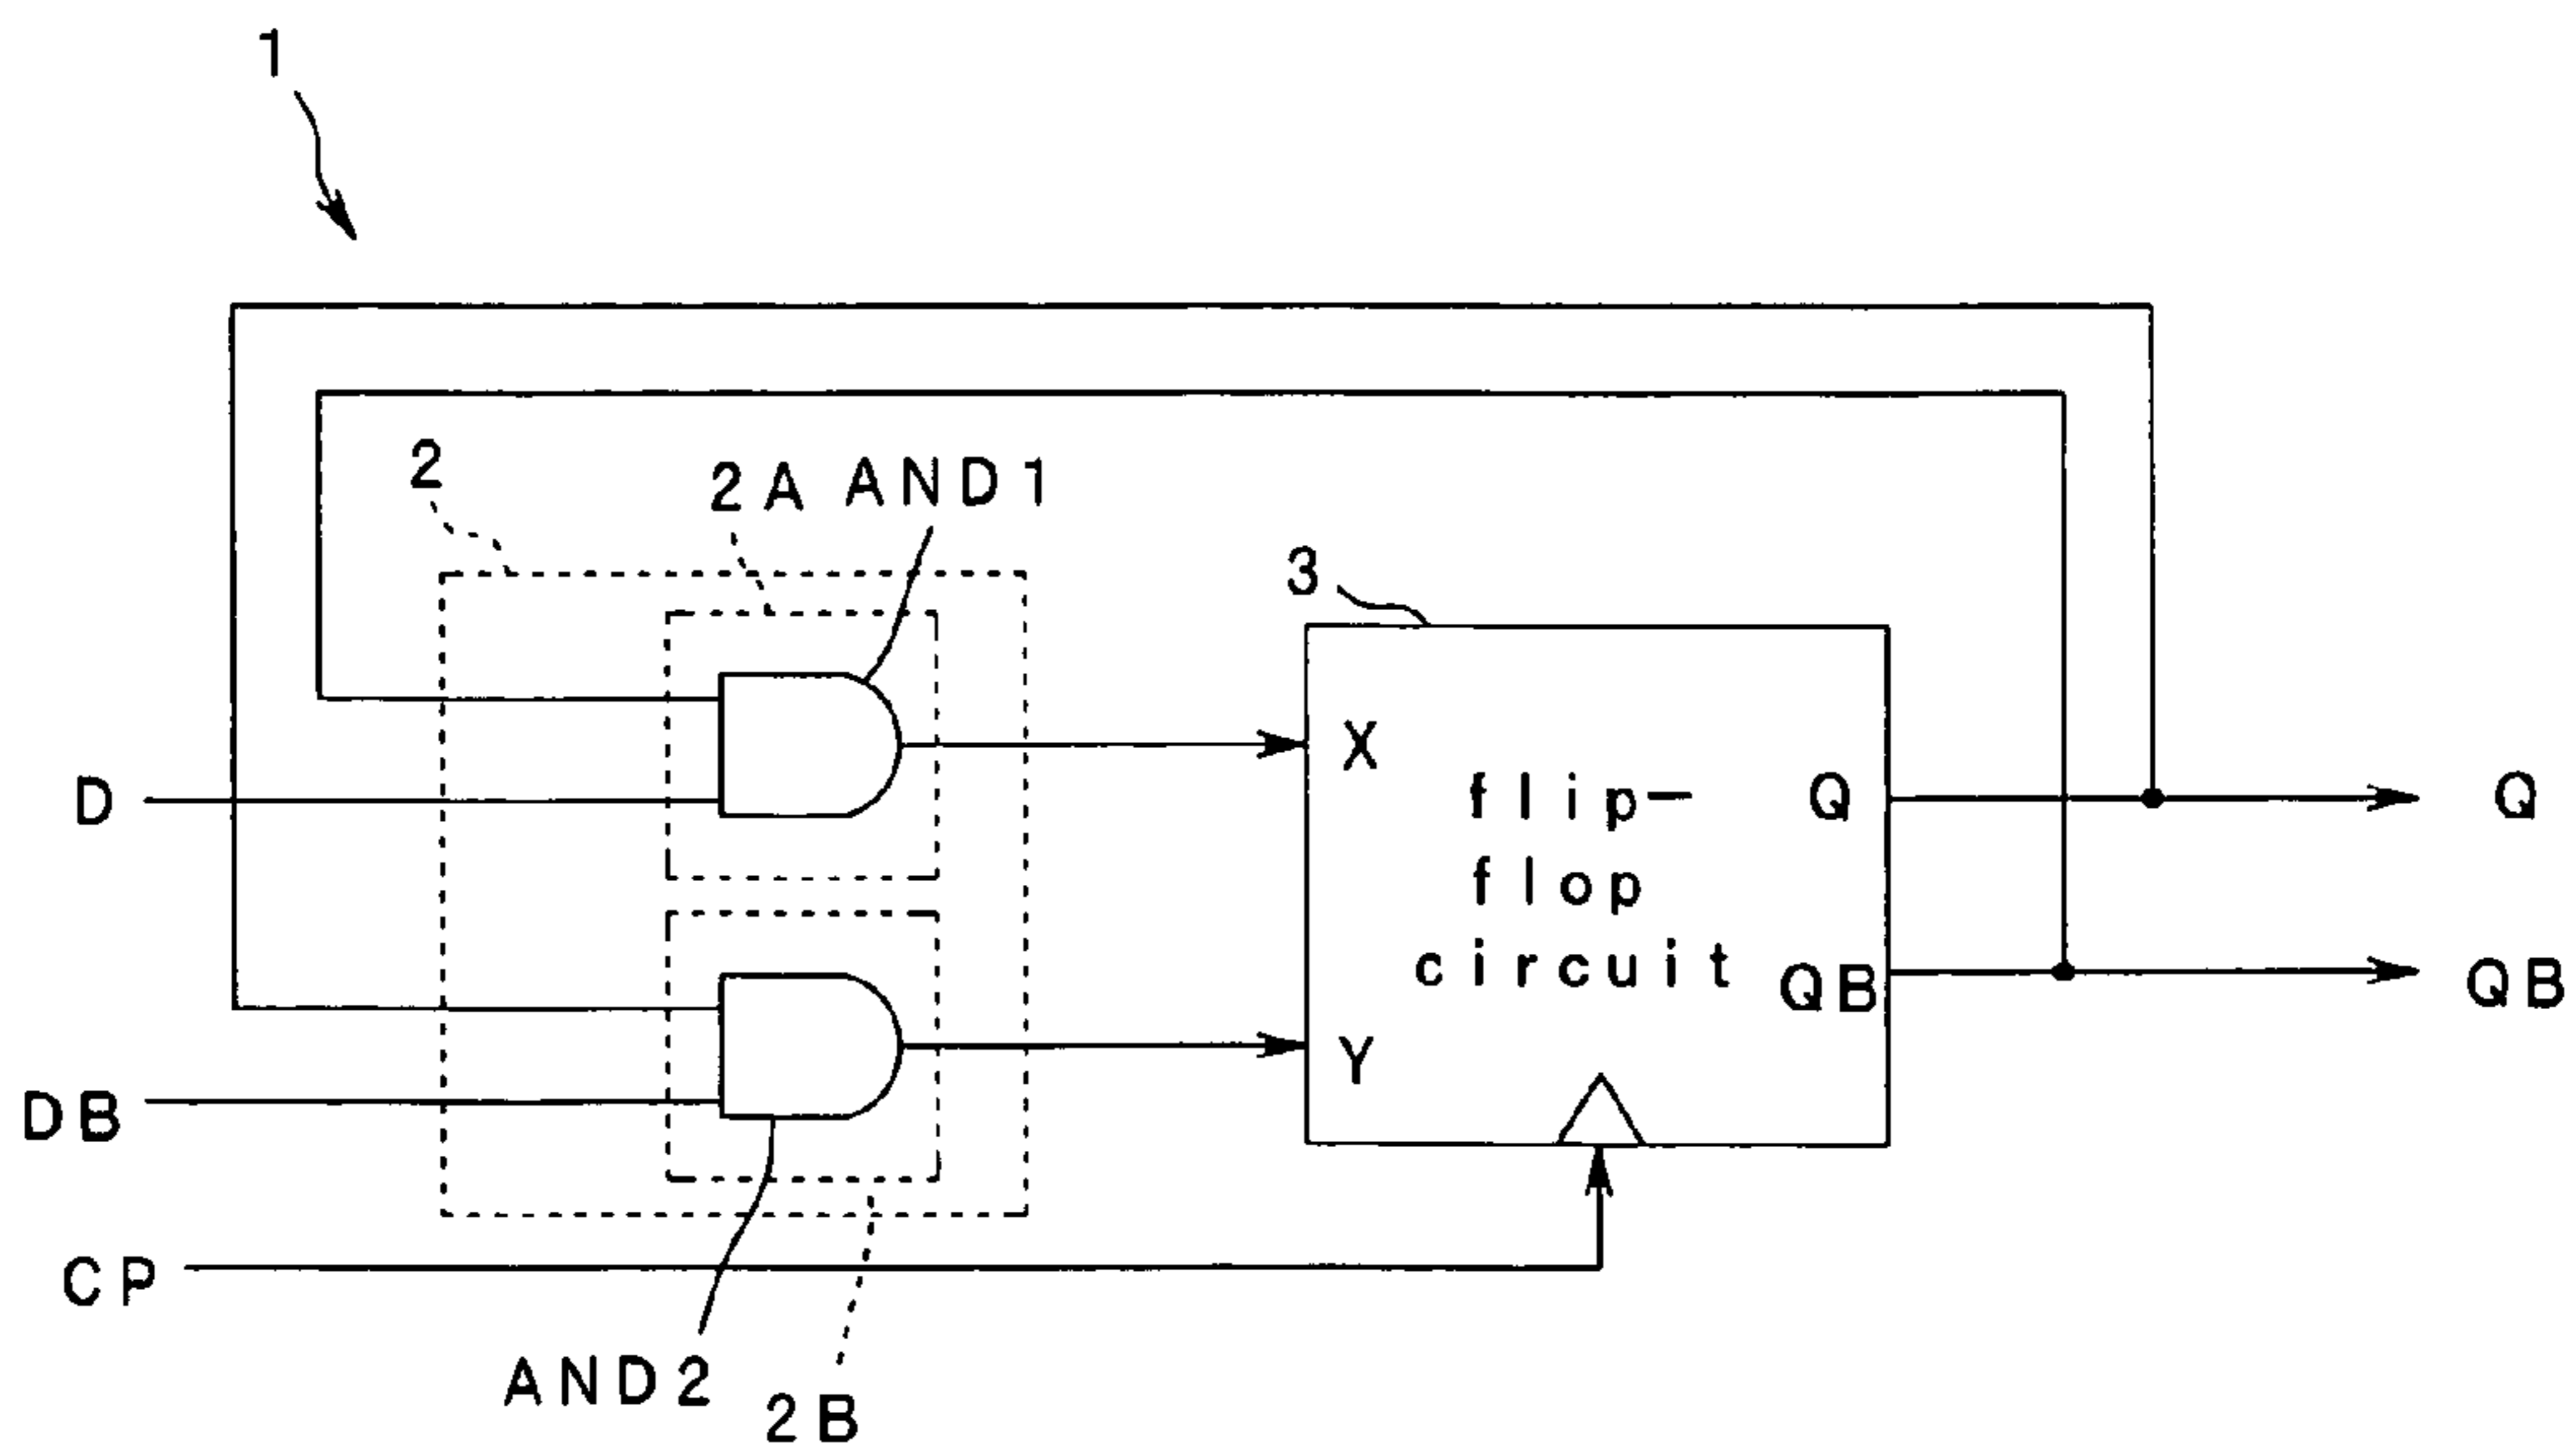 1
2
2A AND1
3
X
flip-
flop
circuit
Q
QB
Y
D
DB
CP
Q
QB
AND2
2B